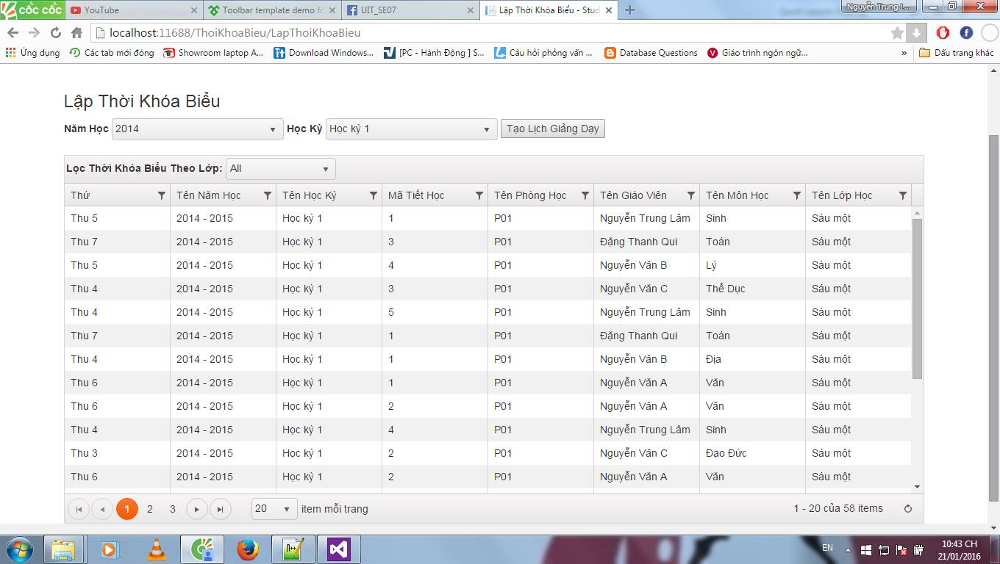 CỐC CỐC YouTube Toolbar template demo fo UIT_SE07 Lập Thời Khóa Biểu - Stud Nguyễn Trung L...
localhost:11688/ThoiKhoaBieu/LapThoiKhoaBieu
Ứng dụng Các tab mới đóng Showroom laptop A... Download Windows... [PC - Hành Động ] S... Câu hỏi phỏng vấn ... Database Questions Giáo trình ngôn ngữ... » Dấu trang khác
Lập Thời Khóa Biểu
Năm Học 2014 Học Kỳ Học kỳ 1 Tạo Lịch Giảng Dạy
Lọc Thời Khóa Biểu Theo Lớp: All
Thứ Tên Năm Học Tên Học Kỳ Mã Tiết Học Tên Phòng Học Tên Giáo Viên Tên Môn Học Tên Lớp Học
Thu 5 2014 - 2015 Học kỳ 1 1 P01 Nguyễn Trung Lâm Sinh Sáu một
Thu 7 2014 - 2015 Học kỳ 1 3 P01 Đặng Thanh Qui Toán Sáu một
Thu 5 2014 - 2015 Học kỳ 1 4 P01 Nguyễn Văn B Lý Sáu một
Thu 4 2014 - 2015 Học kỳ 1 3 P01 Nguyễn Văn C Thể Dục Sáu một
Thu 4 2014 - 2015 Học kỳ 1 5 P01 Nguyễn Trung Lâm Sinh Sáu một
Thu 7 2014 - 2015 Học kỳ 1 1 P01 Đặng Thanh Qui Toán Sáu một
Thu 4 2014 - 2015 Học kỳ 1 1 P01 Nguyễn Văn B Địa Sáu một
Thu 6 2014 - 2015 Học kỳ 1 1 P01 Nguyễn Văn A Văn Sáu một
Thu 6 2014 - 2015 Học kỳ 1 2 P01 Nguyễn Văn A Văn Sáu một
Thu 4 2014 - 2015 Học kỳ 1 4 P01 Nguyễn Trung Lâm Sinh Sáu một
Thu 3 2014 - 2015 Học kỳ 1 2 P01 Nguyễn Văn C Đạo Đức Sáu một
Thu 6 2014 - 2015 Học kỳ 1 2 P01 Nguyễn Văn A Văn Sáu một
1 2 3 20 item mỗi trang 1 - 20 của 58 items
EN 10:43 CH
21/01/2016